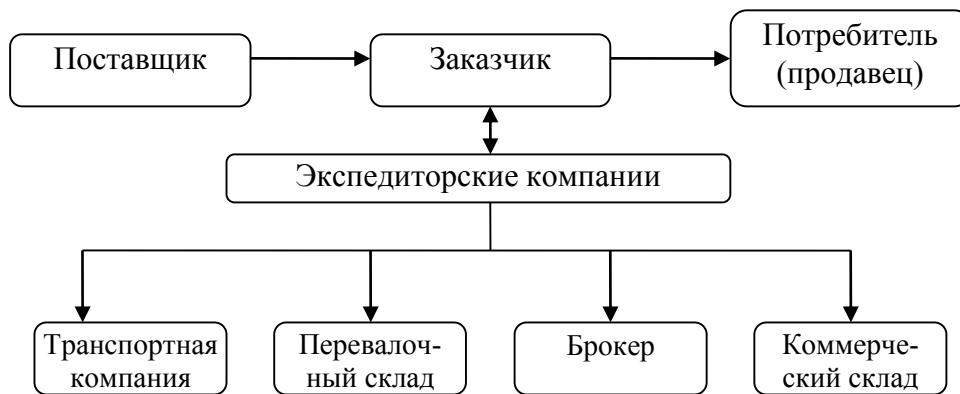 Поставщик
Заказчик
Потребитель
(продавец)
Экспедиторские компании
Транспортная
компания
Перевалоч-
ный склад
Брокер
Коммерче-
ский склад